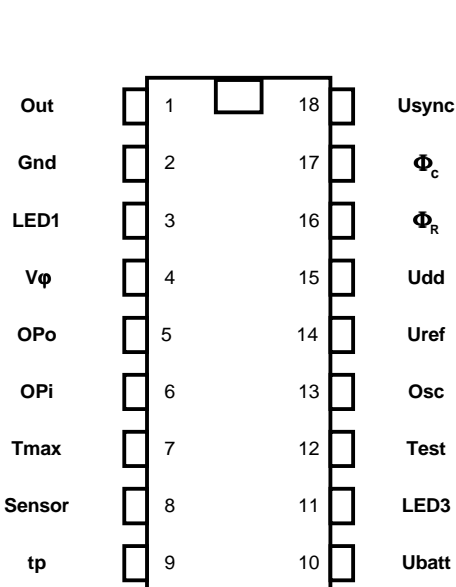 Out 1 18 Usync
Gnd 2 17 Φc
LED1 3 16 ΦR
Vφ 4 15 Udd
OPo 5 14 Uref
OPi 6 13 Osc
Tmax 7 12 Test
Sensor 8 11 LED3
tp 9 10 Ubatt